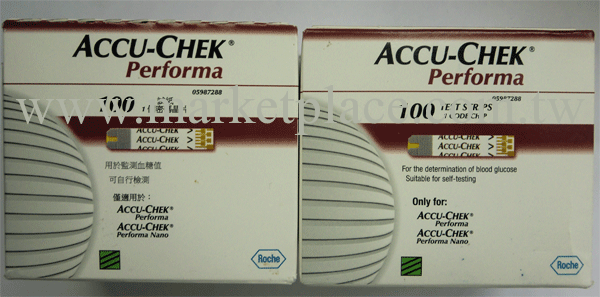 ACCU-CHEK®
Performa
05987288
100
ACCU-CHEK
ACCU-CHEK
ACCU-CHEK
用於監測血糖值
可自行檢測
僅適用於:
ACCU-CHEK®
Performa
ACCU-CHEK®
Performa Nano
Roche
ACCU-CHEK®
Performa
05987288
100 TEST STRIPS
1 CODE CHIP
ACCU-CHEK
ACCU-CHEK
ACCU-CHEK
For the determination of blood glucose
Suitable for self-testing
Only for:
ACCU-CHEK®
Performa
ACCU-CHEK®
Performa Nano
Roche